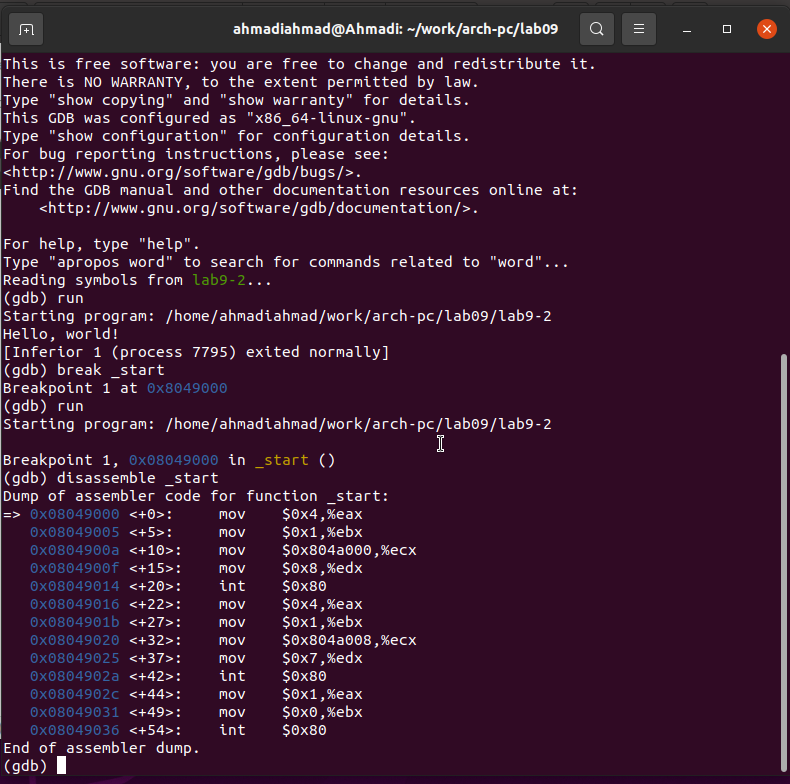 ahmadiahmad@Ahmadi: ~/work/arch-pc/lab09
This is free software: you are free to change and redistribute it.
There is NO WARRANTY, to the extent permitted by law.
Type "show copying" and "show warranty" for details.
This GDB was configured as "x86_64-linux-gnu".
Type "show configuration" for configuration details.
For bug reporting instructions, please see:
<http://www.gnu.org/software/gdb/bugs/>.
Find the GDB manual and other documentation resources online at:
    <http://www.gnu.org/software/gdb/documentation/>.

For help, type "help".
Type "apropos word" to search for commands related to "word"...
Reading symbols from lab9-2...
(gdb) run
Starting program: /home/ahmadiahmad/work/arch-pc/lab09/lab9-2
Hello, world!
[Inferior 1 (process 7795) exited normally]
(gdb) break _start
Breakpoint 1 at 0x8049000
(gdb) run
Starting program: /home/ahmadiahmad/work/arch-pc/lab09/lab9-2

Breakpoint 1, 0x08049000 in _start ()
(gdb) disassemble _start
Dump of assembler code for function _start:
=> 0x08049000 <+0>:     mov    $0x4,%eax
   0x08049005 <+5>:     mov    $0x1,%ebx
   0x0804900a <+10>:    mov    $0x804a000,%ecx
   0x0804900f <+15>:    mov    $0x8,%edx
   0x08049014 <+20>:    int    $0x80
   0x08049016 <+22>:    mov    $0x4,%eax
   0x0804901b <+27>:    mov    $0x1,%ebx
   0x08049020 <+32>:    mov    $0x804a008,%ecx
   0x08049025 <+37>:    mov    $0x7,%edx
   0x0804902a <+42>:    int    $0x80
   0x0804902c <+44>:    mov    $0x1,%eax
   0x08049031 <+49>:    mov    $0x0,%ebx
   0x08049036 <+54>:    int    $0x80
End of assembler dump.
(gdb)